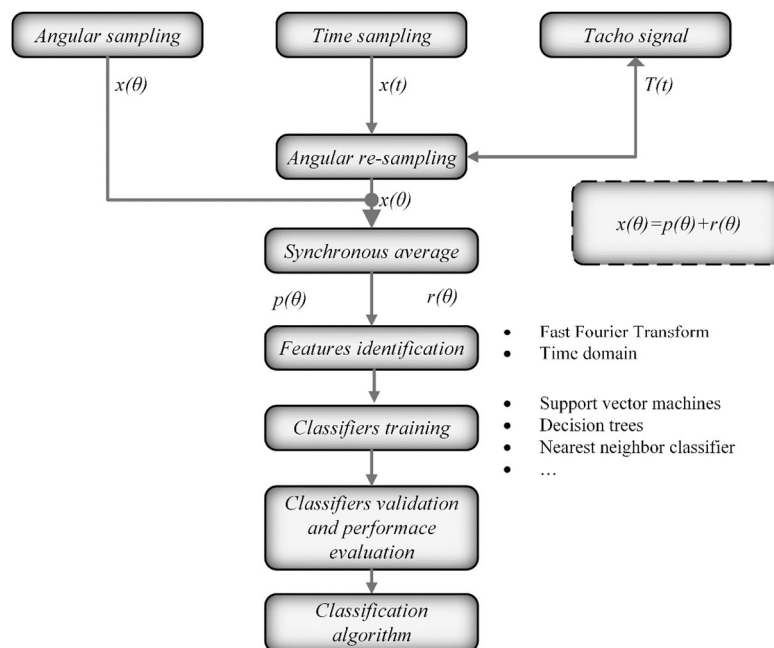 Angular sampling
Time sampling
Tacho signal
x(θ)
x(t)
T(t)
Angular re-sampling
x(θ)
x(θ)=p(θ)+r(θ)
Synchronous average
p(θ)
r(θ)
Features identification
• Fast Fourier Transform
• Time domain
Classifiers training
• Support vector machines
• Decision trees
• Nearest neighbor classifier
• …
Classifiers validation
and performace
evaluation
Classification
algorithm